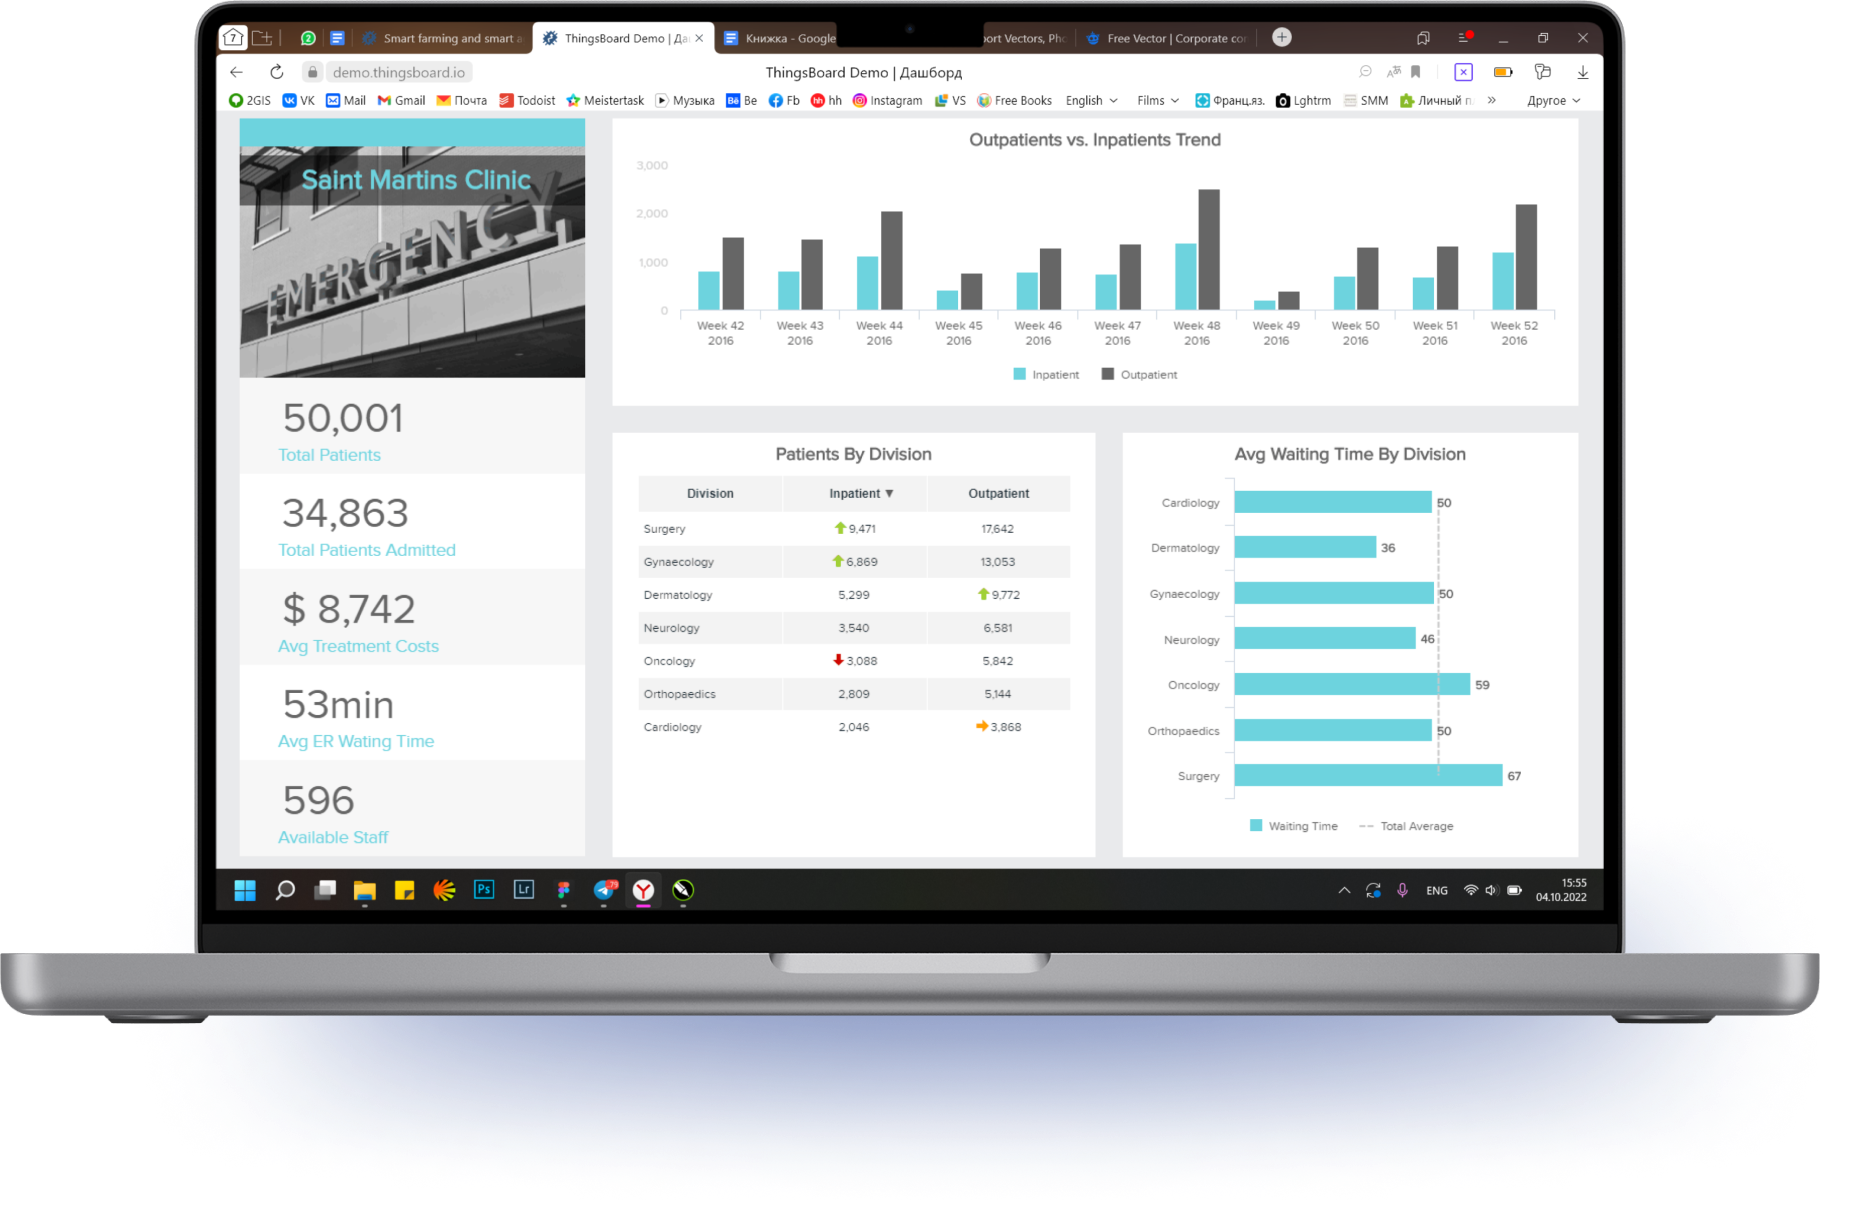 7
2
Smart farming and smart a
ThingsBoard Demo | Да
Книжка - Google
ort Vectors, Pho
Free Vector | Corporate cor
demo.thingsboard.io
ThingsBoard Demo | Дашборд
2GIS
VK
Mail
Gmail
Почта
Todoist
Meistertask
Музыка
Be
Fb
hh
Instagram
VS
Free Books
English
Films
Франц.яз.
Lghtrm
SMM
Личный п
Другое
Saint Martins Clinic
EMERGENCY
50,001
Total Patients
34,863
Total Patients Admitted
$ 8,742
Avg Treatment Costs
53min
Avg ER Wating Time
596
Available Staff
Outpatients vs. Inpatients Trend
3,000
2,000
1,000
0
Week 42 2016
Week 43 2016
Week 44 2016
Week 45 2016
Week 46 2016
Week 47 2016
Week 48 2016
Week 49 2016
Week 50 2016
Week 51 2016
Week 52 2016
Inpatient
Outpatient
Patients By Division
Division Inpatient ▼ Outpatient
Surgery 9,471 17,642
Gynaecology 6,869 13,053
Dermatology 5,299 9,772
Neurology 3,540 6,581
Oncology 3,088 5,842
Orthopaedics 2,809 5,144
Cardiology 2,046 3,868
Avg Waiting Time By Division
Cardiology 50
Dermatology 36
Gynaecology 50
Neurology 46
Oncology 59
Orthopaedics 50
Surgery 67
Waiting Time
Total Average
Ps
Lr
79
ENG
15:55
04.10.2022